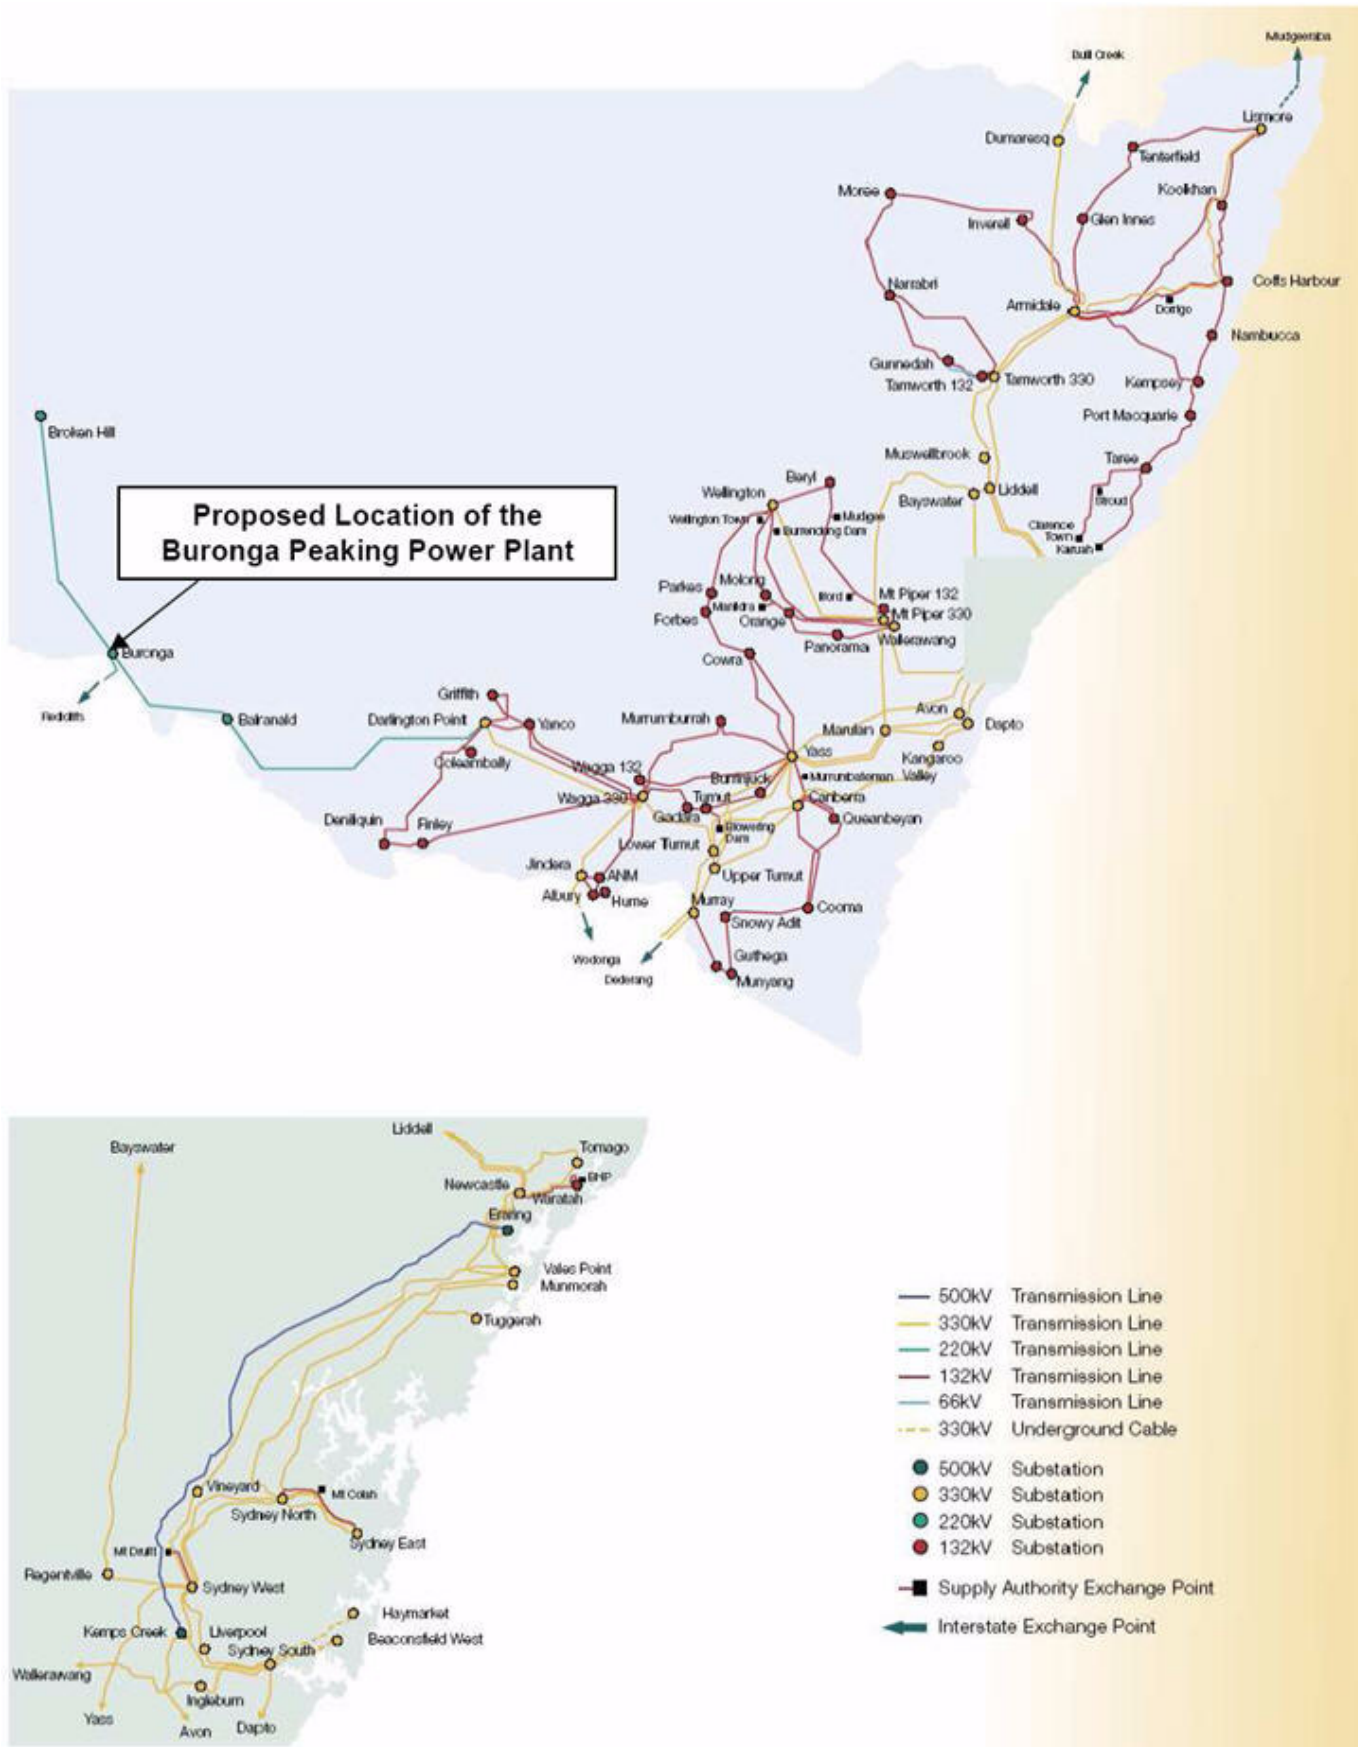 Mudgeeraba
Bulli Creek
Lismore
Dumaresq
Tenterfield
Koolkhan
Moree
Inverell
Glen Innes
Narrabri
Coffs Harbour
Armidale
Dorrigo
Nambucca
Gunnedah
Tamworth 132
Tamworth 330
Kempsey
Port Macquarie
Broken Hill
Muswellbrook
Taree
Beryl
Wellington
Bayswater
Liddell
Stroud
Proposed Location of the
Buronga Peaking Power Plant
Wellington Town
Mudgee
Burrendong Dam
Clarence
Town
Karuah
Parkes
Molong
Ilford
Mt Piper 132
Manildra
Mt Piper 330
Forbes
Orange
Wallerawang
Panorama
Buronga
Cowra
Redcliffs
Griffith
Balranald
Darlington Point
Yanco
Murrumburrah
Avon
Marulan
Dapto
Coleambally
Yass
Kangaroo
Valley
Wagga 132
Burrinjuck
Murrumbateman
Wagga 330
Tumut
Canberra
Gadara
Queanbeyan
Deniliquin
Finley
Blowering
Dam
Lower Tumut
Jindera
ANM
Upper Tumut
Albury
Hume
Murray
Cooma
Snowy Adit
Wodonga
Guthega
Dederang
Munyang
Liddell
Bayswater
Tomago
Newcastle
BHP
Waratah
Eraring
Vales Point
Munmorah
Tuggerah
Vineyard
Mt Colah
Sydney North
Sydney East
Mt Druitt
Regentville
Sydney West
Haymarket
Kemps Creek
Liverpool
Beaconsfield West
Sydney South
Wallerawang
Ingleburn
Yass
Avon
Dapto
500kV Transmission Line
330kV Transmission Line
220kV Transmission Line
132kV Transmission Line
66kV Transmission Line
330kV Underground Cable
500kV Substation
330kV Substation
220kV Substation
132kV Substation
Supply Authority Exchange Point
Interstate Exchange Point